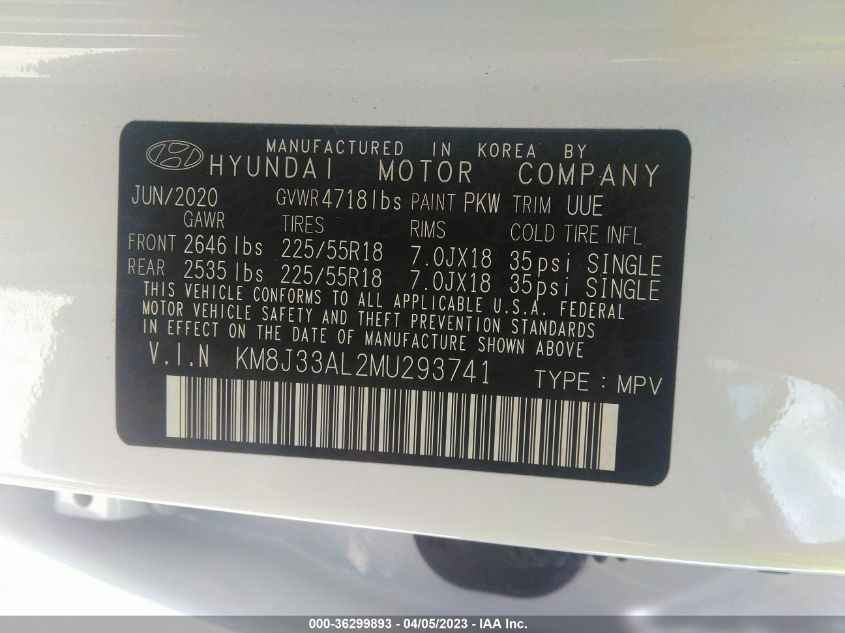 MANUFACTURED IN KOREA BY
HYUNDAI MOTOR COMPANY
JUN/2020 GVWR 4718lbs PAINT PKW TRIM UUE
GAWR TIRES RIMS COLD TIRE INFL.
FRONT 2646lbs 225/55R18 7.0JX18 35psi SINGLE
REAR 2535lbs 225/55R18 7.0JX18 35psi SINGLE
THIS VEHICLE CONFORMS TO ALL APPLICABLE U.S.A. FEDERAL
MOTOR VEHICLE SAFETY AND THEFT PREVENTION STANDARDS
IN EFFECT ON THE DATE OF MANUFACTURE SHOWN ABOVE.
V.I.N KM8J33AL2MU293741 TYPE : MPV
000-36299893 - 04/05/2023 - IAA Inc.